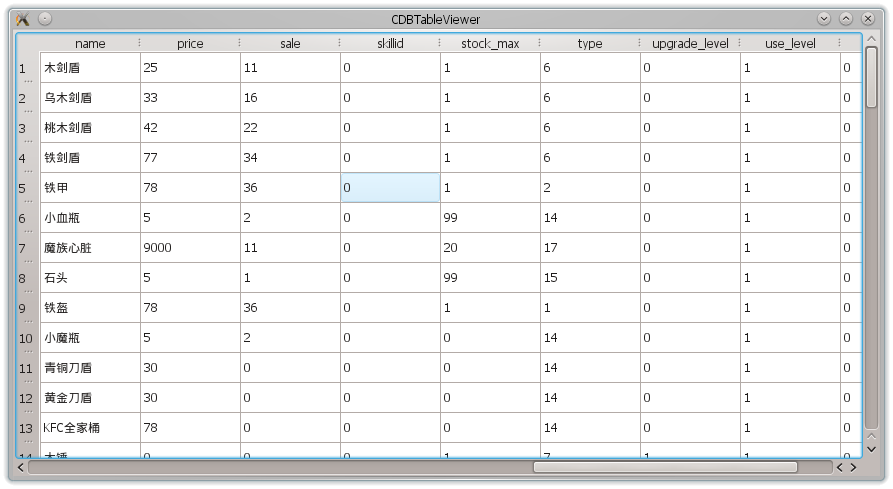 CDBTableViewer
name price sale skillid stock_max type upgrade_level use_level
1 木剑盾 25 11 0 1 6 0 1 0
2 乌木剑盾 33 16 0 1 6 0 1 0
3 桃木剑盾 42 22 0 1 6 0 1 0
4 铁剑盾 77 34 0 1 6 0 1 0
5 铁甲 78 36 0 1 2 0 1 0
6 小血瓶 5 2 0 99 14 0 1 0
7 魔族心脏 9000 11 0 20 17 0 1 0
8 石头 5 1 0 99 15 0 1 0
9 铁盔 78 36 0 1 1 0 1 0
10 小魔瓶 5 2 0 0 14 0 1 0
11 青铜刀盾 30 0 0 0 14 0 1 0
12 黄金刀盾 30 0 0 0 14 0 1 0
13 KFC全家桶 78 0 0 0 14 0 1 0
14 0 0 0 1 7 1 1 0